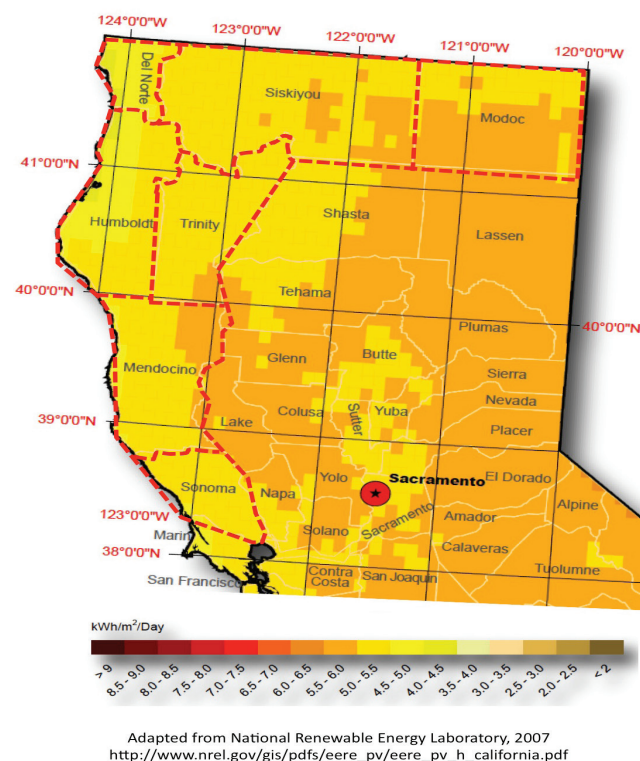 124°0'0"W
123°0'0"W
122°0'0"W
121°0'0"W
120°0'0"W
Del Norte
Siskiyou
Modoc
41°0'0"N
Humboldt
Trinity
Shasta
Lassen
40°0'0"N
Tehama
Plumas
40°0'0"N
Mendocino
Glenn
Butte
Sierra
Nevada
39°0'0"N
Lake
Colusa
Sutter
Yuba
Placer
Sonoma
Napa
Yolo
Sacramento
El Dorado
Alpine
123°0'0"W
Marin
Solano
Sacramento
Amador
38°0'0"N
Calaveras
San Francisco
Contra
Costa
San Joaquin
Tuolumne
kWh/m²/Day
> 9
8.5 - 9.0
8.0 - 8.5
7.5 - 8.0
7.0 - 7.5
6.5 - 7.0
6.0 - 6.5
5.5 - 6.0
5.0 - 5.5
4.5 - 5.0
4.0 - 4.5
3.5 - 4.0
3.0 - 3.5
2.5 - 3.0
2.0 - 2.5
< 2
Adapted from National Renewable Energy Laboratory, 2007
http://www.nrel.gov/gis/pdfs/eere_pv/eere_pv_h_california.pdf